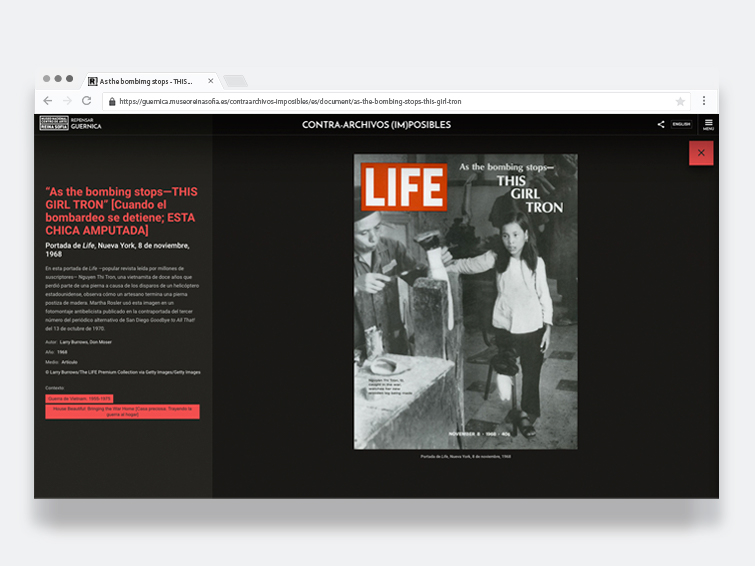 As the bombimg stops - THIS...
https://guernica.museoreinasofia.es/contraarchivos-imposibles/es/document/as-the-bombing-stops-this-girl-tron
MUSEO NACIONAL
CENTRO DE ARTE
REINA SOFIA
REPENSAR
GUERNICA
CONTRA-ARCHIVOS (IM)POSIBLES
ENGLISH
MENU
"As the bombing stops—THIS
GIRL TRON" [Cuando el
bombardeo se detiene; ESTA
CHICA AMPUTADA]
Portada de Life, Nueva York, 8 de noviembre,
1968
En esta portada de Life –popular revista leída por millones de
suscriptores– Nguyen Thi Tron, una vietnamita de doce años que
perdió parte de una pierna a causa de los disparos de un helicóptero
estadounidense, observa cómo un artesano termina una pierna
postiza de madera. Martha Rosler usó esta imagen en un
fotomontaje antibelicista publicado en la contraportada del tercer
número del periódico alternativo de San Diego Goodbye to All That!
del 13 de octubre de 1970.
Autor: Larry Burrows, Don Moser
Año: 1968
Medio: Artículo
© Larry Burrows/The LIFE Premium Collection via Getty Images/Getty Images
Contexto
Guerra de Vietnam. 1955-1975
House Beautiful: Bringing the War Home [Casa preciosa. Trayendo la
guerra al hogar]
LIFE
As the bombing stops—
THIS
GIRL
TRON
Nguyen Thi Tron, 12,
NOVEMBER 8 · 1968 · 40¢
Portada de Life, Nueva York, 8 de noviembre, 1968